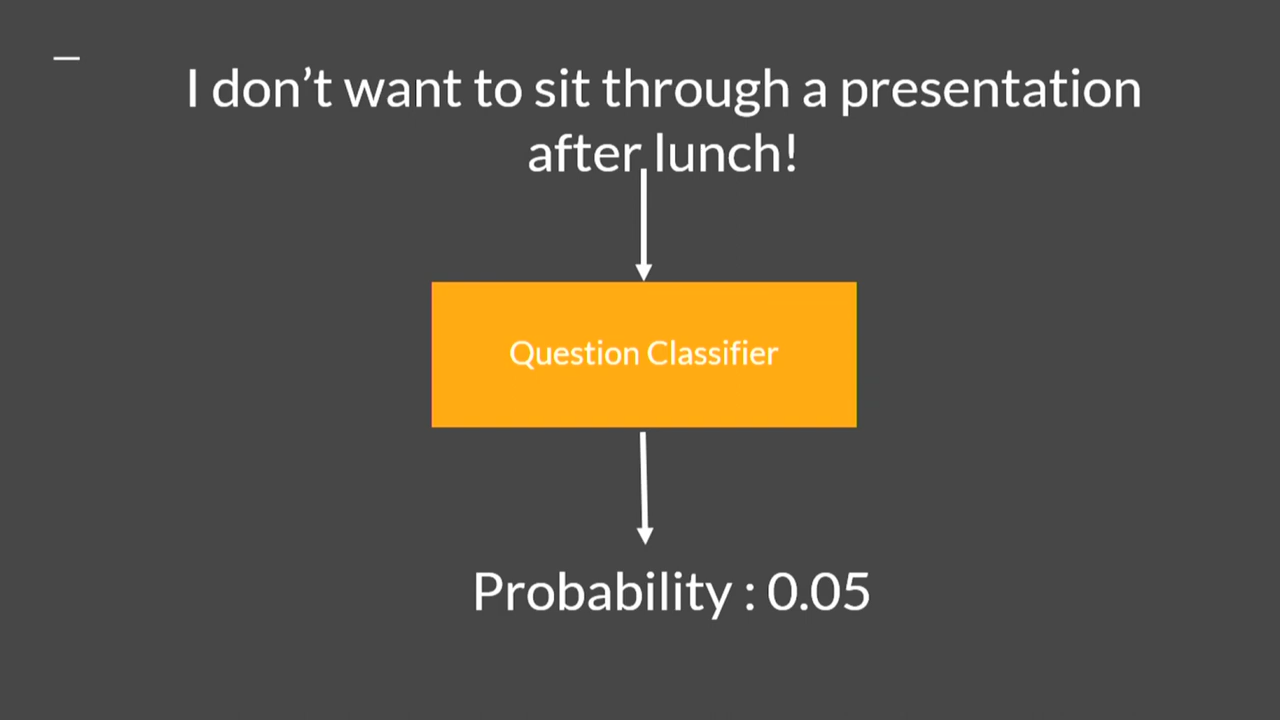 I don’t want to sit through a presentation
after lunch!
Question Classifier
Probability : 0.05